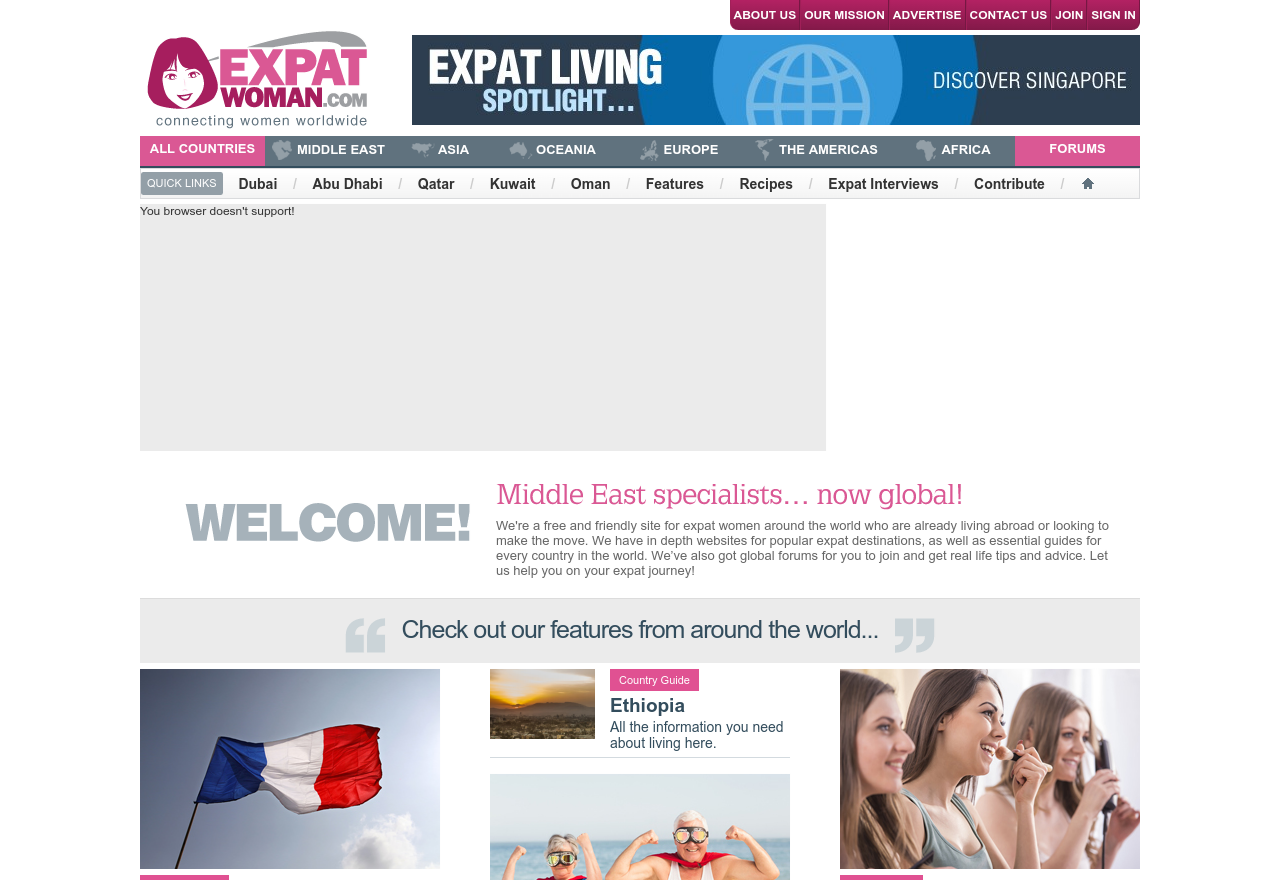 ABOUT US OUR MISSION ADVERTISE CONTACT US JOIN SIGN IN
EXPAT
WOMAN.COM
connecting women worldwide
EXPAT LIVING
SPOTLIGHT...
DISCOVER SINGAPORE
ALL COUNTRIES MIDDLE EAST ASIA OCEANIA EUROPE THE AMERICAS AFRICA FORUMS
QUICK LINKS Dubai / Abu Dhabi / Qatar / Kuwait / Oman / Features / Recipes / Expat Interviews / Contribute /
You browser doesn't support!
WELCOME!
Middle East specialists... now global!
We're a free and friendly site for expat women around the world who are already living abroad or looking to
make the move. We have in depth websites for popular expat destinations, as well as essential guides for
every country in the world. We've also got global forums for you to join and get real life tips and advice. Let
us help you on your expat journey!
“ Check out our features from around the world... ”
Country Guide
Ethiopia
All the information you need
about living here.